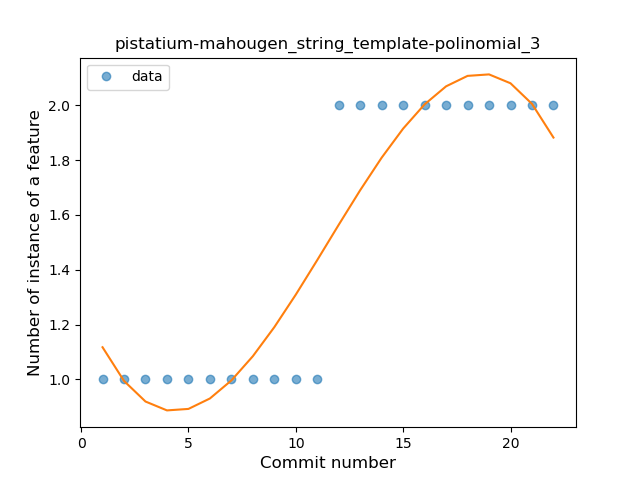 pistatium-mahougen_string_template-polinomial_3
data
Number of instance of a feature
2.0
1.8
1.6
1.4
1.2
1.0
0
5
10
15
20
Commit number